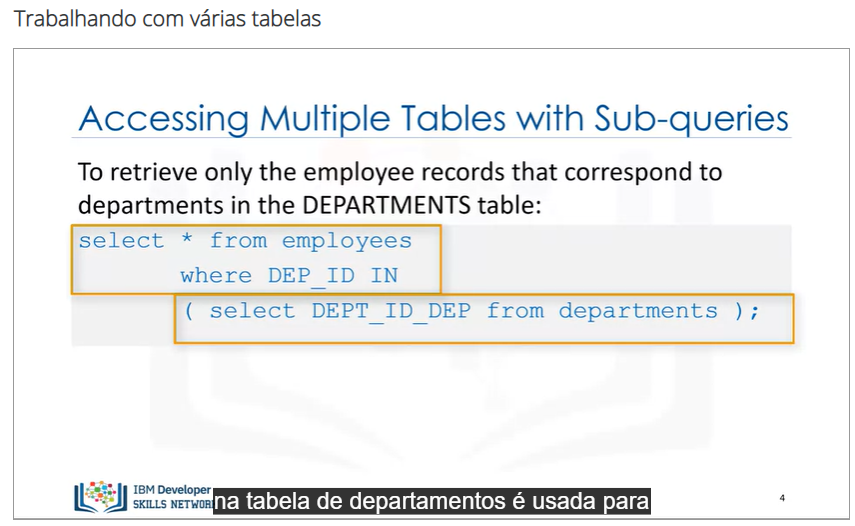 Trabalhando com várias tabelas
Accessing Multiple Tables with Sub-queries
To retrieve only the employee records that correspond to
departments in the DEPARTMENTS table:
select * from employees
where DEP_ID IN
( select DEPT_ID_DEP from departments );
IBM Developer
SKILLS NETWORK
na tabela de departamentos é usada para
4